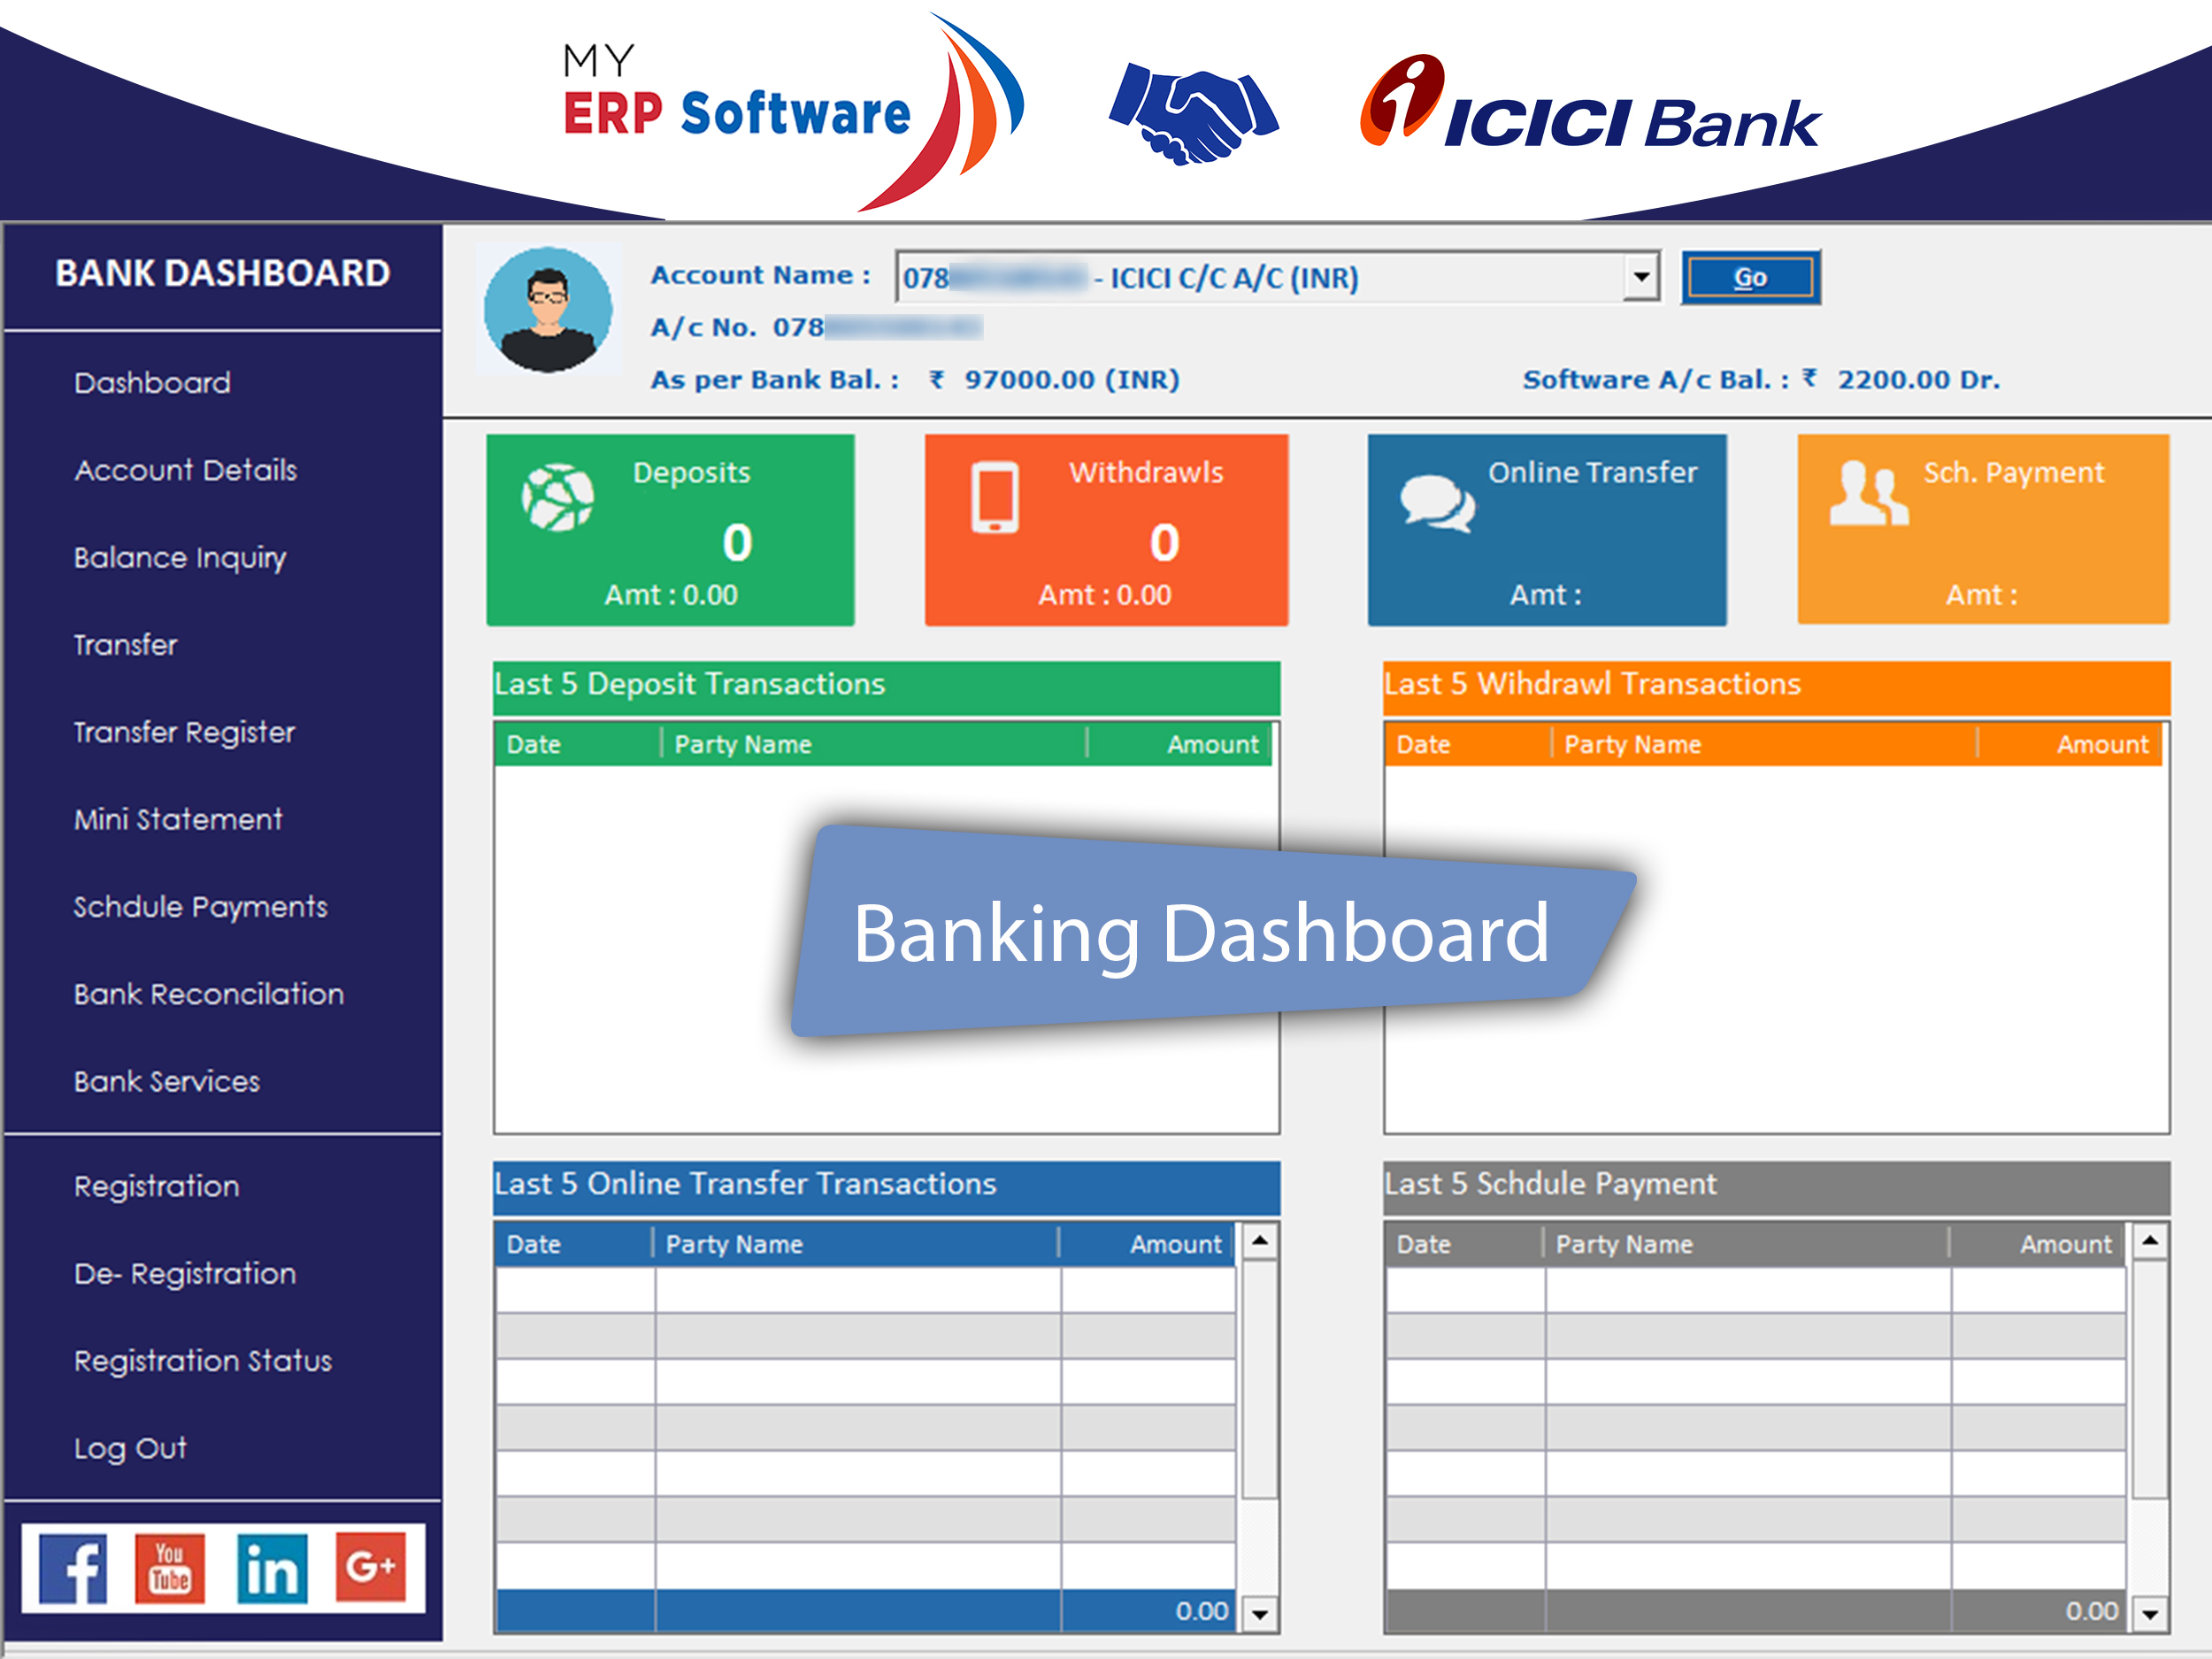 MY
ERP Software
ICICI Bank
BANK DASHBOARD
Dashboard
Account Details
Balance Inquiry
Transfer
Transfer Register
Mini Statement
Schdule Payments
Bank Reconcilation
Bank Services
Registration
De- Registration
Registration Status
Log Out
f
You
Tube
in
G+
Account Name : 078 - ICICI C/C A/C (INR)
Go
A/c No. 078
As per Bank Bal. : ₹ 97000.00 (INR)
Software A/c Bal. : ₹ 2200.00 Dr.
Deposits
0
Amt : 0.00
Withdrawls
0
Amt : 0.00
Online Transfer
Amt :
Sch. Payment
Amt :
Last 5 Deposit Transactions
Date Party Name Amount
Last 5 Wihdrawl Transactions
Date Party Name Amount
Banking Dashboard
Last 5 Online Transfer Transactions
Date Party Name Amount
0.00
Last 5 Schdule Payment
Date Party Name Amount
0.00